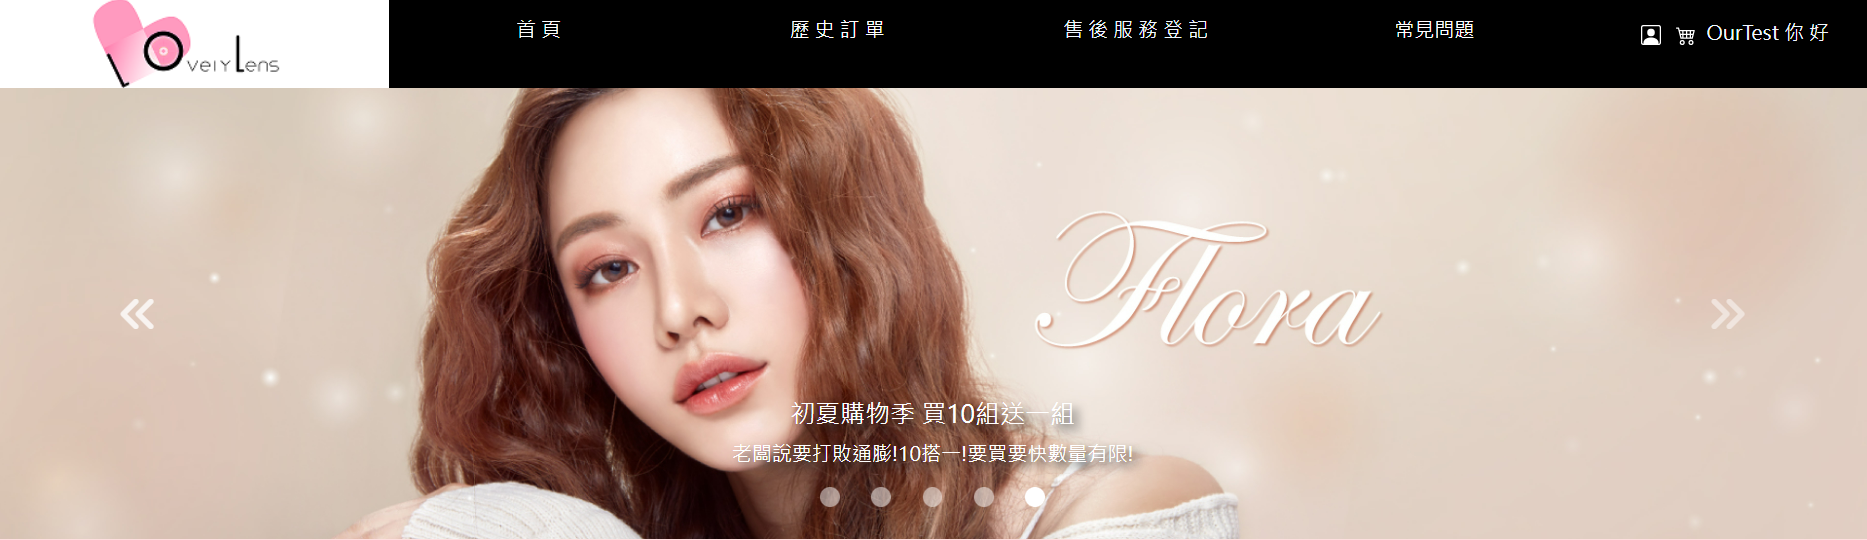 OvelyLens
首頁
歷史訂單
售後服務登記
常見問題
OurTest 你 好
Flora
初夏購物季 買10組送一組
老闆說要打敗通膨!10搭一!要買要快數量有限!